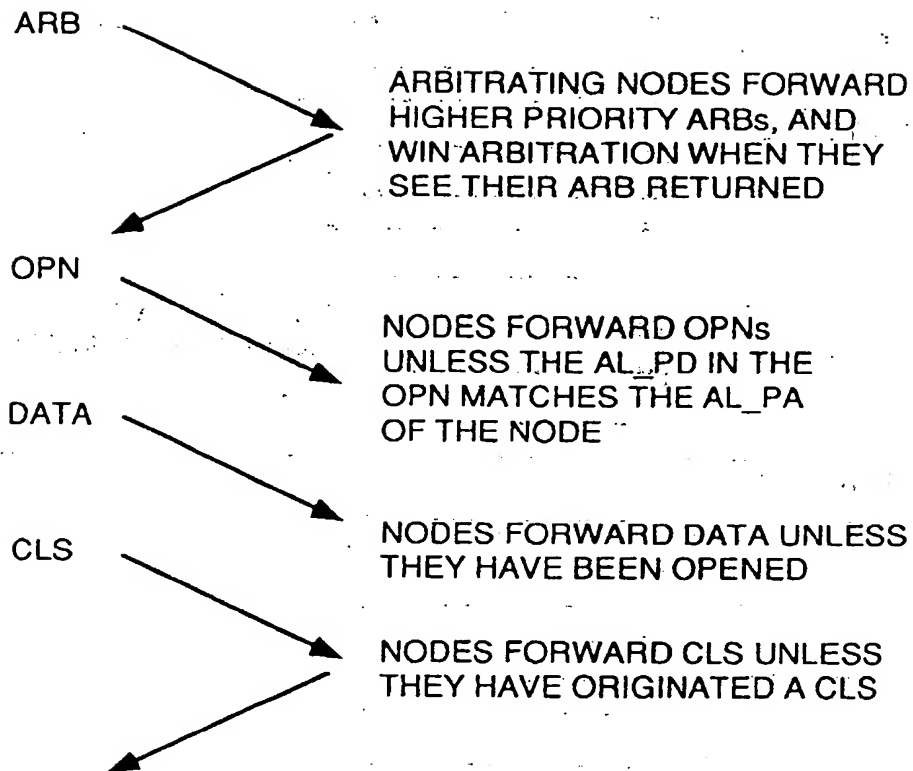 ARB
ARBITRATING NODES FORWARD
HIGHER PRIORITY ARBs, AND
WIN ARBITRATION WHEN THEY
SEE THEIR ARB RETURNED
OPN
NODES FORWARD OPNs
UNLESS THE AL_PD IN THE
OPN MATCHES THE AL_PA
OF THE NODE
DATA
NODES FORWARD DATA UNLESS
THEY HAVE BEEN OPENED
CLS
NODES FORWARD CLS UNLESS
THEY HAVE ORIGINATED A CLS